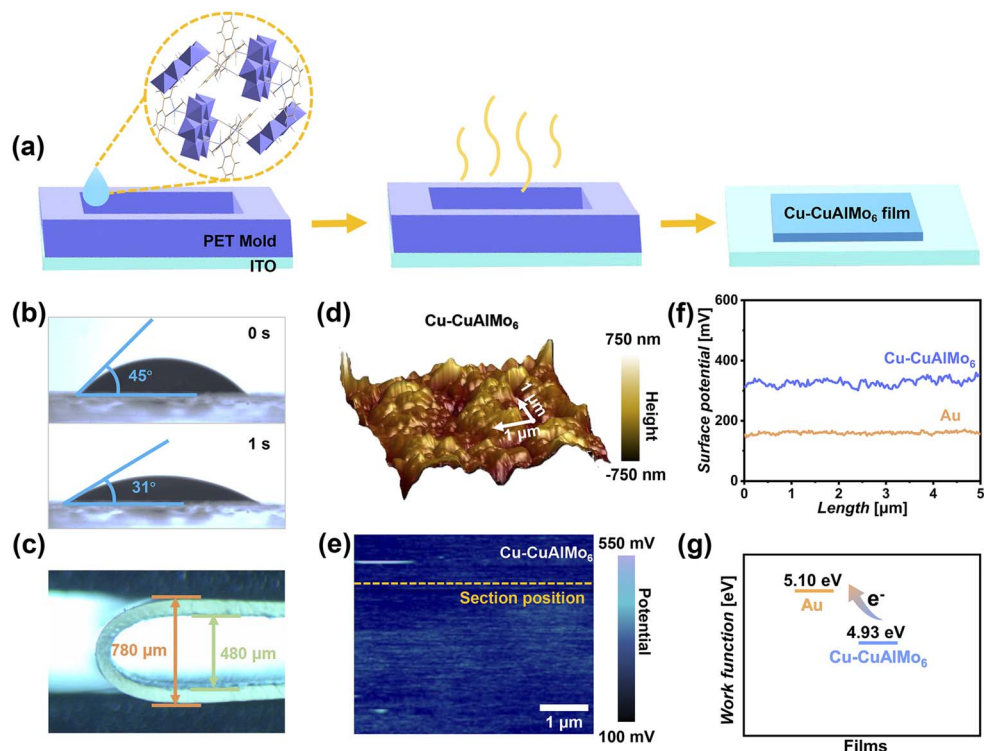 (a)
PET Mold
ITO
Cu-CuAlMo₆ film
(b)
0 s
45°
1 s
31°
(c)
780 μm
480 μm
(d)
Cu-CuAlMo₆
1 μm
1 μm
750 nm
Height
-750 nm
(e)
Cu-CuAlMo₆
Section position
1 μm
550 mV
Potential
100 mV
(f)
Surface potential [mV]
600
400
200
0
Cu-CuAlMo₆
Au
0 1 2 3 4 5
Length [μm]
(g)
Work function [eV]
5.10 eV
Au
e⁻
4.93 eV
Cu-CuAlMo₆
Films